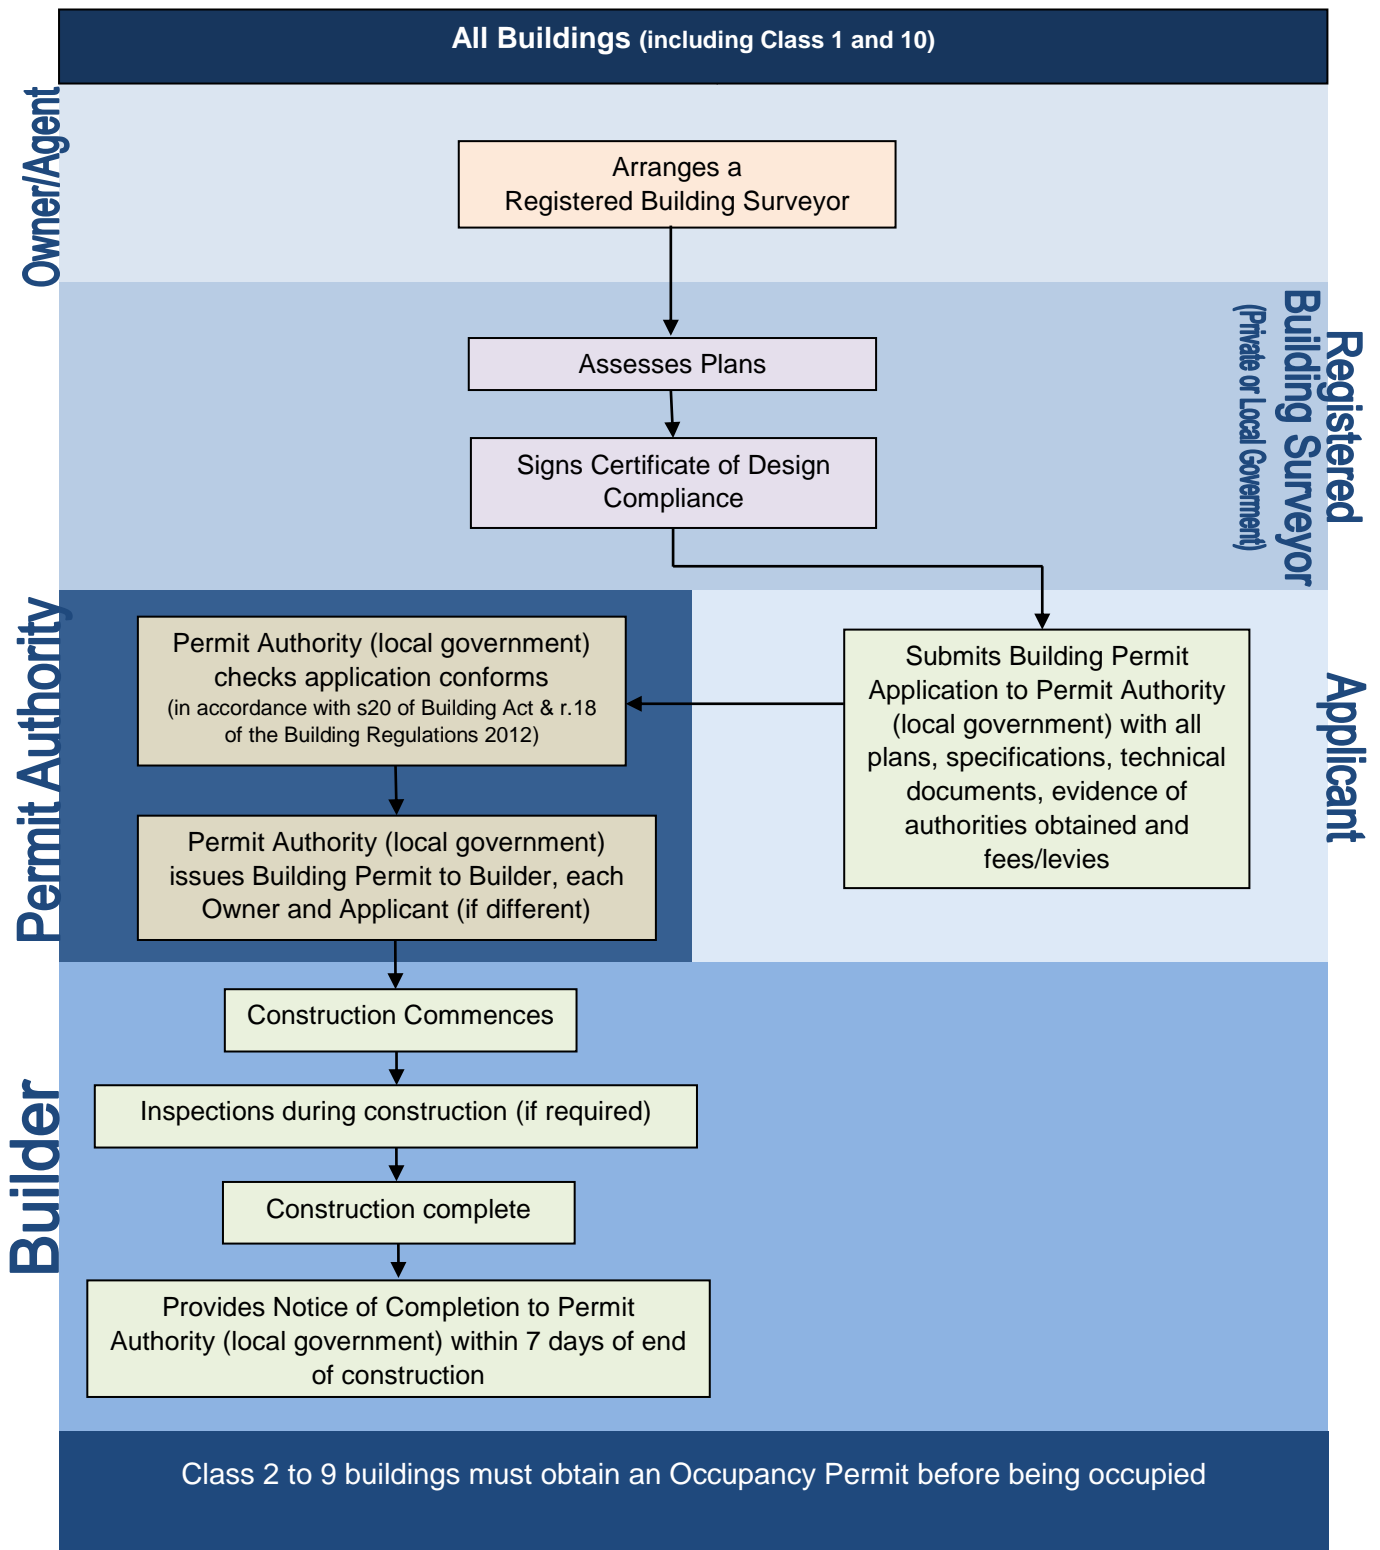 All Buildings (including Class 1 and 10)
Owner/Agent
Arranges a
Registered Building Surveyor
Registered
Building Surveyor
(Private or Local Goverment)
Assesses Plans
Signs Certificate of Design
Compliance
Permit Authority
Permit Authority (local government)
checks application conforms
(in accordance with s20 of Building Act & r.18
of the Building Regulations 2012)
Applicant
Submits Building Permit
Application to Permit Authority
(local government) with all
plans, specifications, technical
documents, evidence of
authorities obtained and
fees/levies
Permit Authority (local government)
issues Building Permit to Builder, each
Owner and Applicant (if different)
Builder
Construction Commences
Inspections during construction (if required)
Construction complete
Provides Notice of Completion to Permit
Authority (local government) within 7 days of end
of construction
Class 2 to 9 buildings must obtain an Occupancy Permit before being occupied